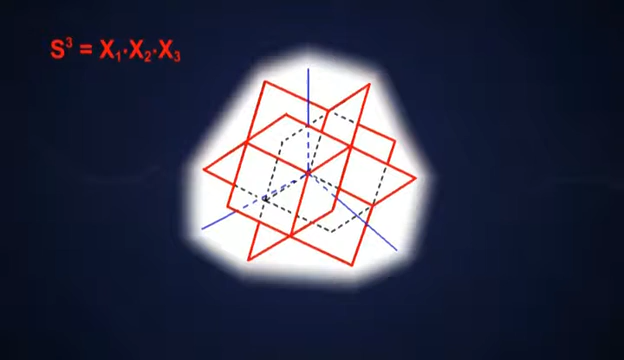 S³ = X₁·X₂·X₃